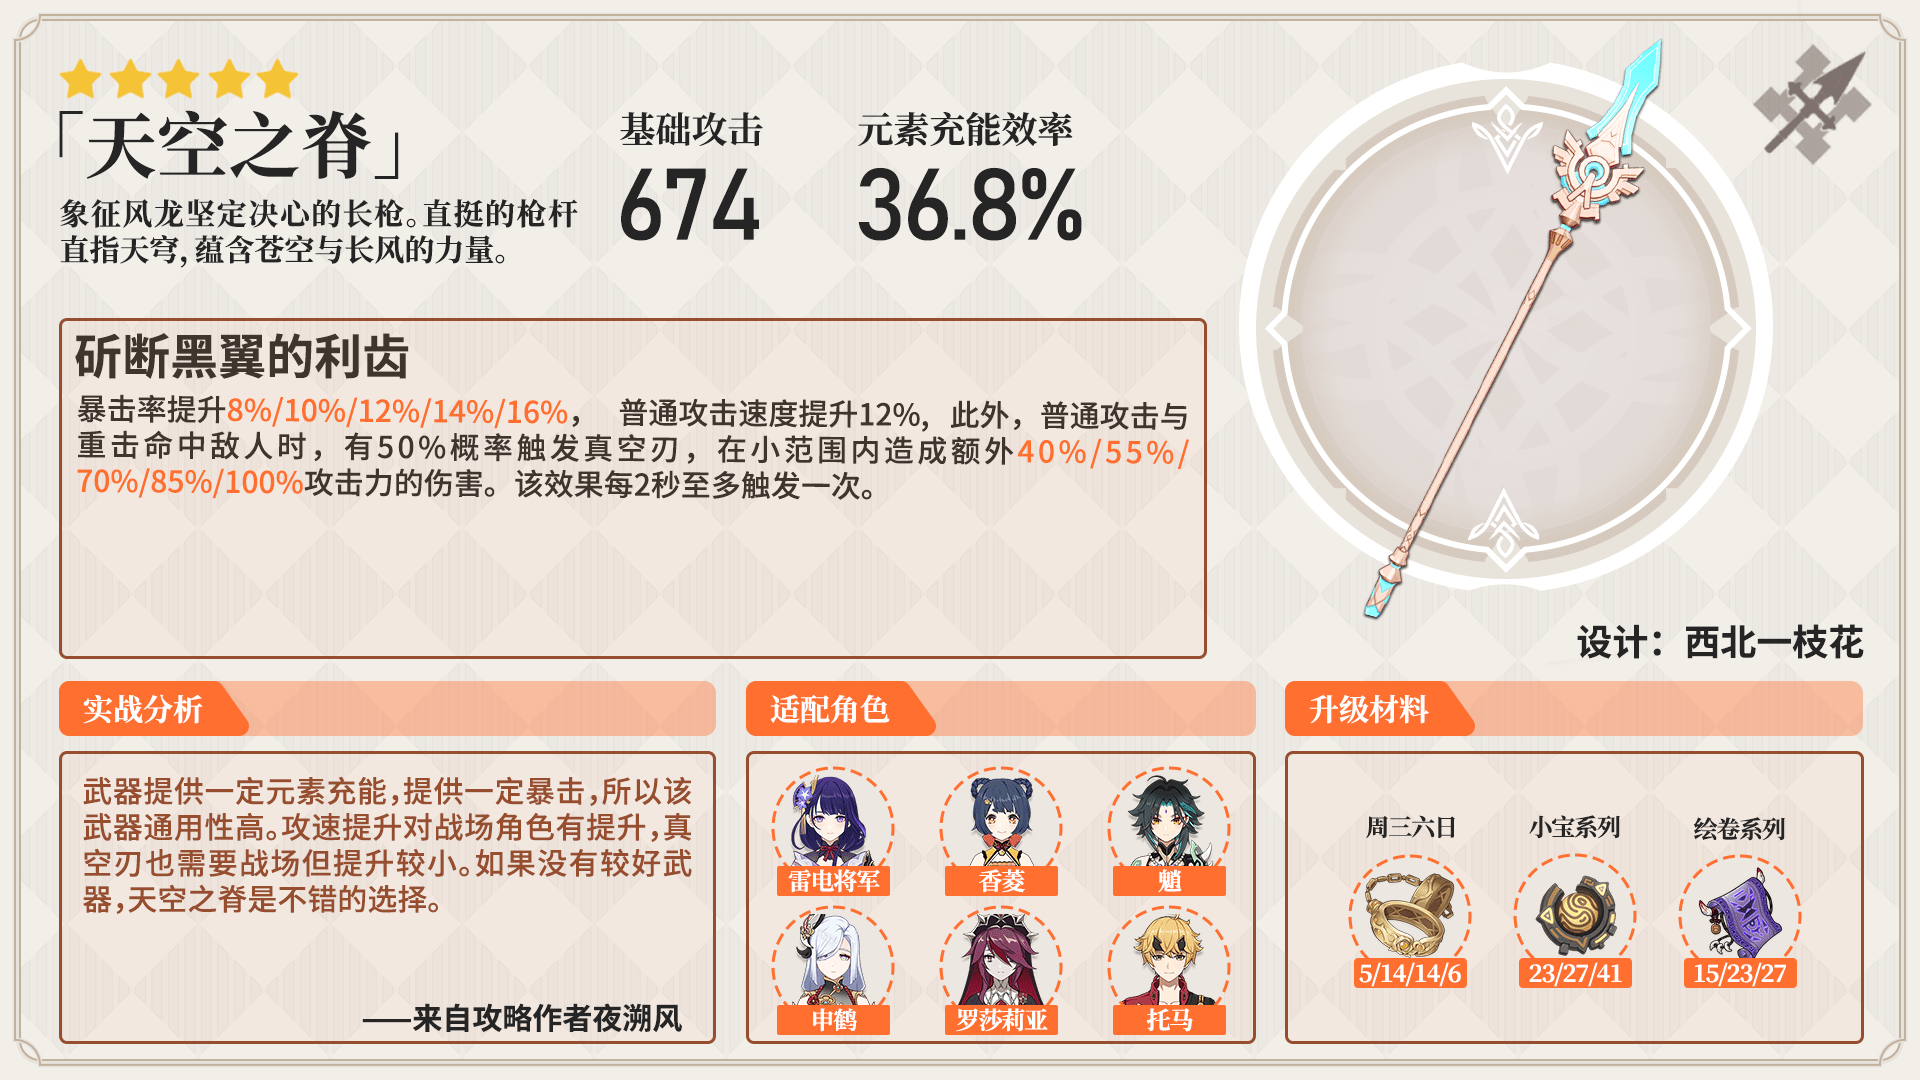 「天空之脊」
象征风龙坚定决心的长枪。直挺的枪杆
直指天穹，蕴含苍空与长风的力量。
基础攻击
674
元素充能效率
36.8%
斫断黑翼的利齿
暴击率提升8%/10%/12%/14%/16%， 普通攻击速度提升12%，此外，普通攻击与
重击命中敌人时，有50%概率触发真空刃，在小范围内造成额外40%/55%/
70%/85%/100%攻击力的伤害。该效果每2秒至多触发一次。
设计：西北一枝花
实战分析
武器提供一定元素充能，提供一定暴击，所以该
武器通用性高。攻速提升对战场角色有提升，真
空刃也需要战场但提升较小。如果没有较好武
器，天空之脊是不错的选择。
——来自攻略作者夜溯风
适配角色
雷电将军
香菱
魈
申鹤
罗莎莉亚
托马
升级材料
周三六日
小宝系列
绘卷系列
5/14/14/6
23/27/41
15/23/27